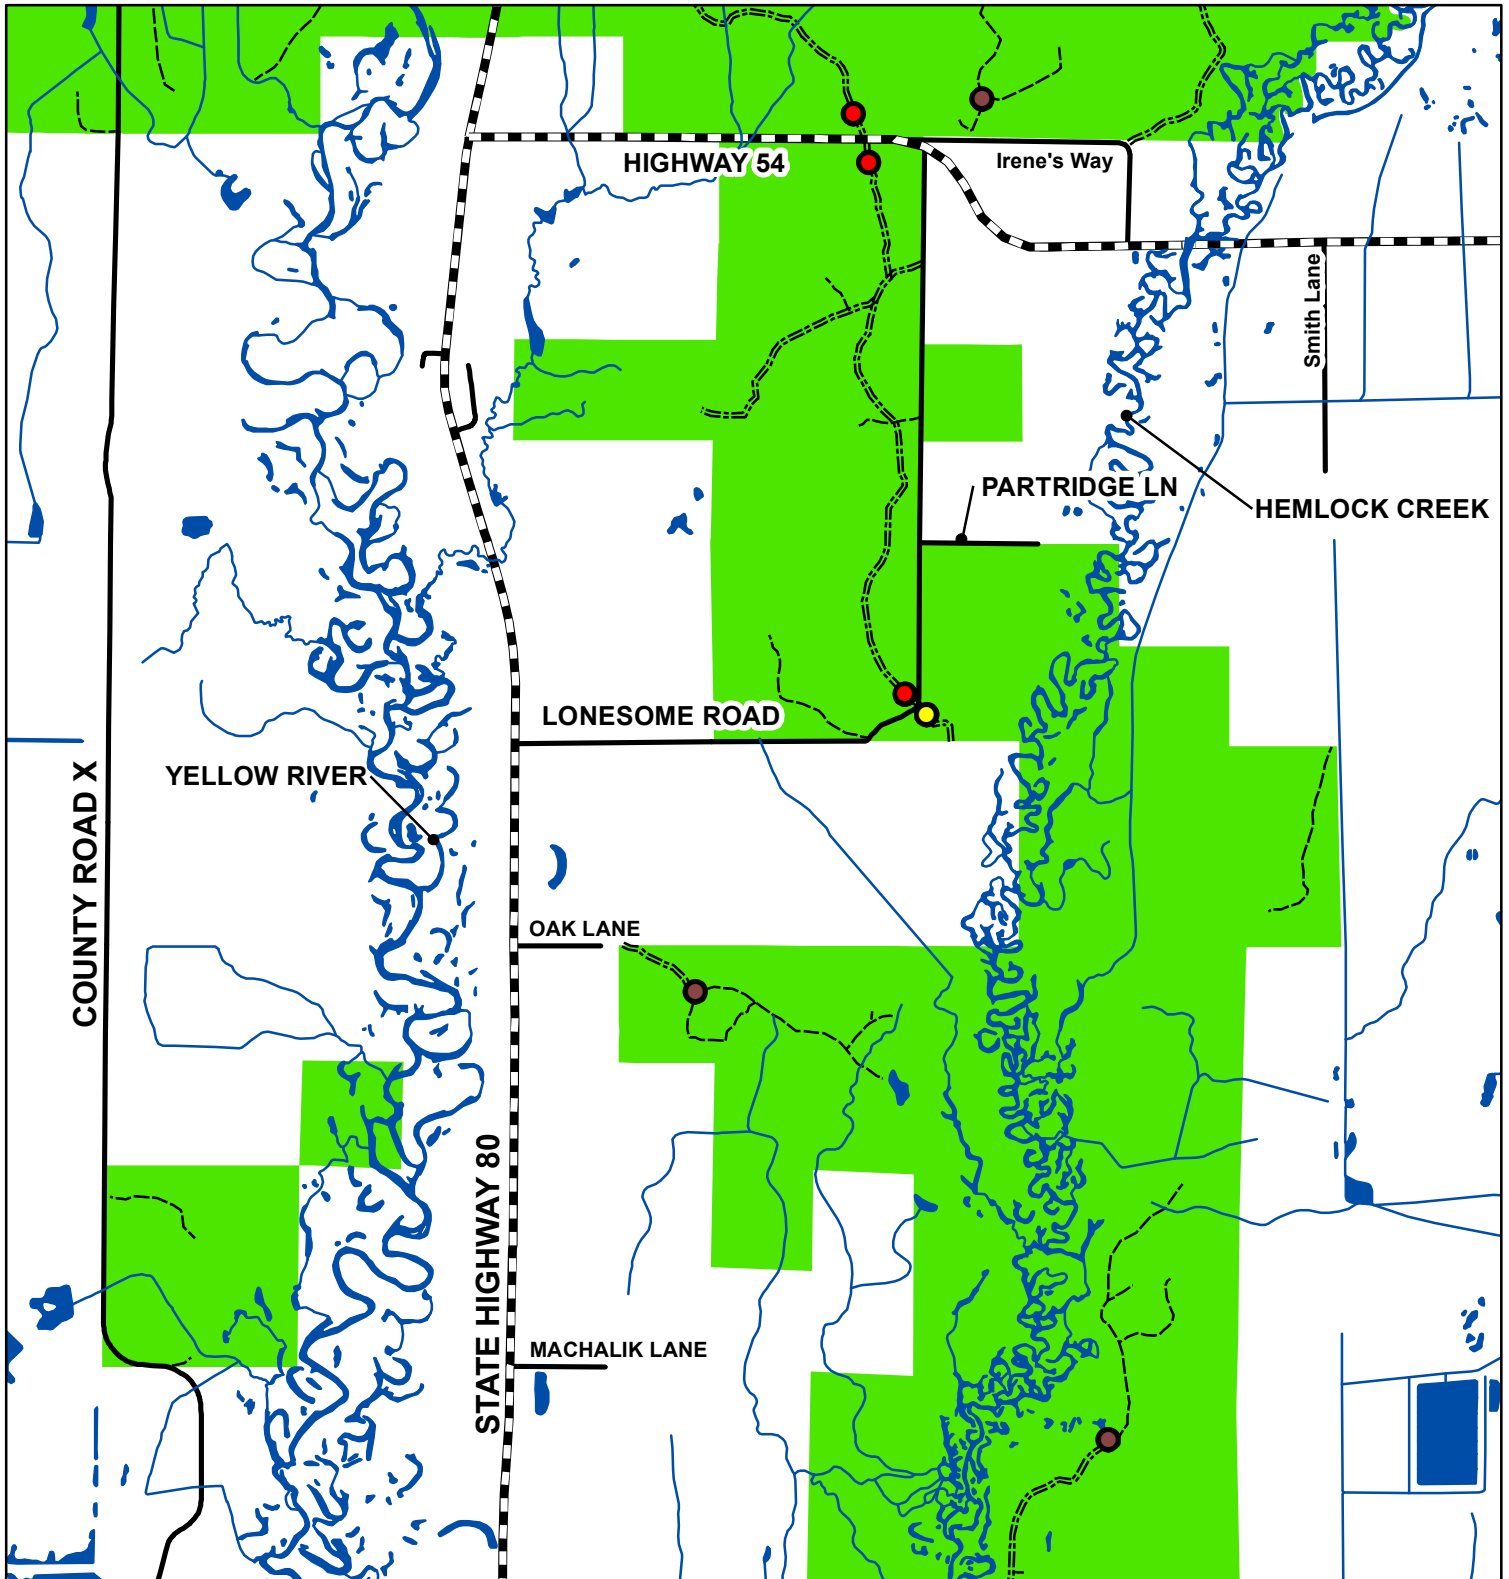 HIGHWAY 54
Irene's Way
Smith Lane
PARTRIDGE LN
HEMLOCK CREEK
LONESOME ROAD
YELLOW RIVER
COUNTY ROAD X
OAK LANE
STATE HIGHWAY 80
MACHALIK LANE